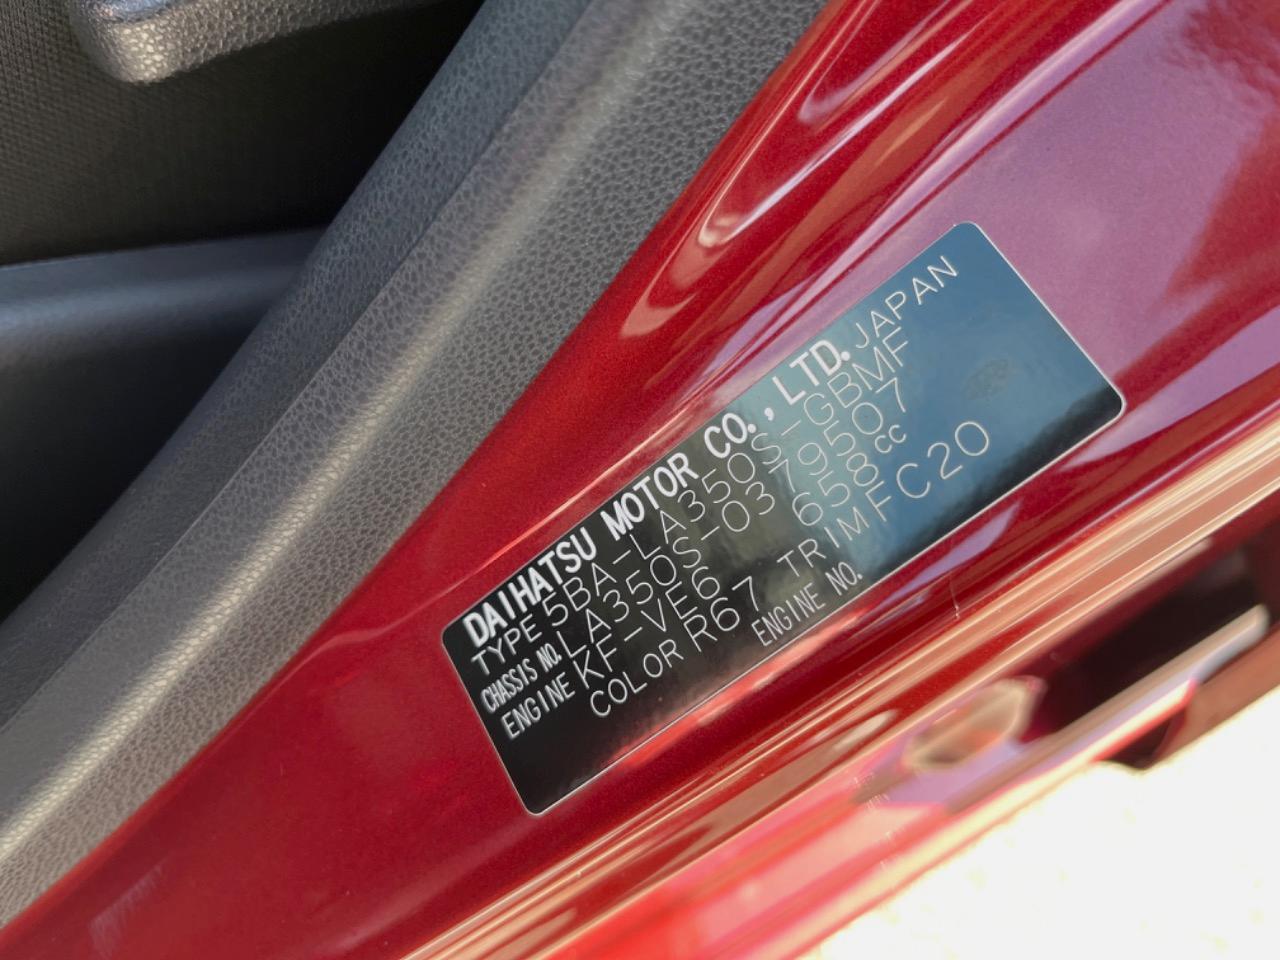 DAIHATSU MOTOR CO., LTD. JAPAN
TYPE 5BA-LA350S-GBMF
CHASSIS NO. LA350S-0379507
ENGINE KF-VE6 658cc
COLOR R67 TRIM FC20
ENGINE NO.